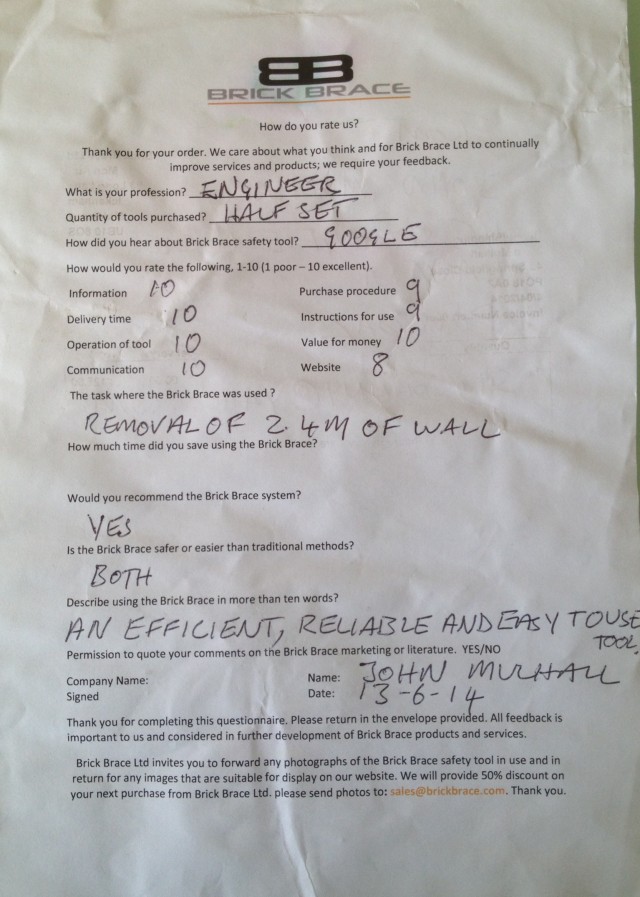 BB
BRICK BRACE
How do you rate us?
Thank you for your order. We care about what you think and for Brick Brace Ltd to continually
improve services and products; we require your feedback.
What is your profession? ENGINEER
Quantity of tools purchased? HALF SET
How did you hear about Brick Brace safety tool? GOOGLE
How would you rate the following, 1-10 (1 poor – 10 excellent).
Information 10 Purchase procedure 9
Delivery time 10 Instructions for use 9
Operation of tool 10 Value for money 10
Communication 10 Website 8
The task where the Brick Brace was used ?
REMOVAL OF 2.4M OF WALL
How much time did you save using the Brick Brace?
Would you recommend the Brick Brace system?
YES
Is the Brick Brace safer or easier than traditional methods?
BOTH
Describe using the Brick Brace in more than ten words?
AN EFFICIENT, RELIABLE AND EASY TO USE
TOOL.
Permission to quote your comments on the Brick Brace marketing or literature. YES/NO
Company Name: Name: JOHN MULHALL
Signed Date: 13-6-14
Thank you for completing this questionnaire. Please return in the envelope provided. All feedback is
important to us and considered in further development of Brick Brace products and services.
Brick Brace Ltd invites you to forward any photographs of the Brick Brace safety tool in use and in
return for any images that are suitable for display on our website. We will provide 50% discount on
your next purchase from Brick Brace Ltd. please send photos to: sales@brickbrace.com. Thank you.